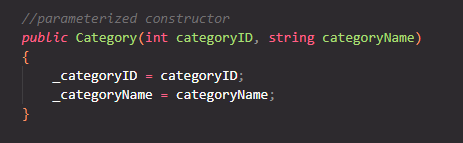 //parameterized constructor
public Category(int categoryID, string categoryName)
{
_categoryID = categoryID;
_categoryName = categoryName;
}